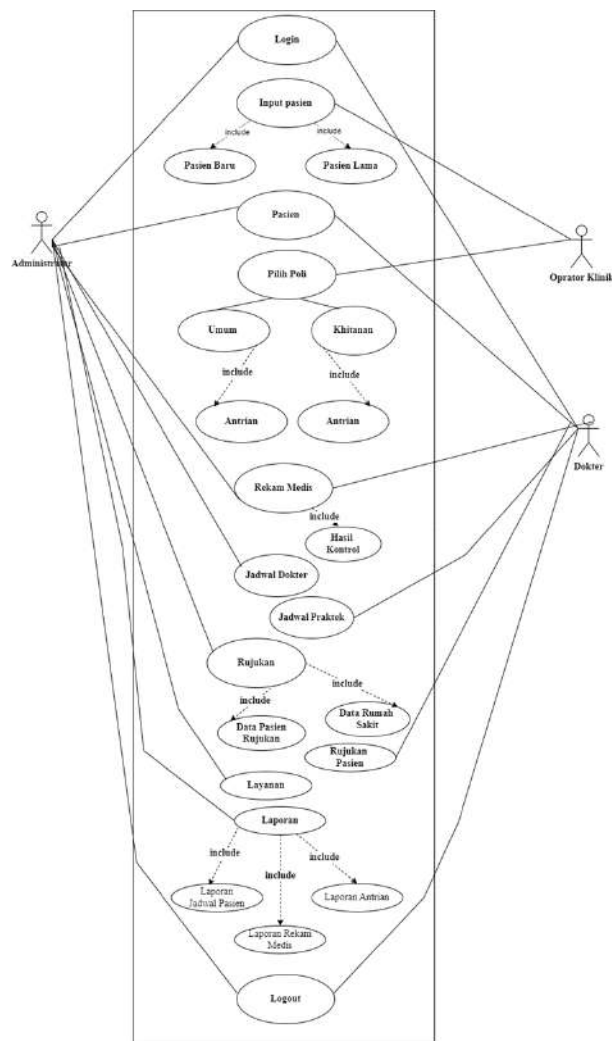 Login
Input pasien
include
include
Pasien Baru
Pasien Lama
Pasien
Administrator
Oprator Klinik
Pilih Poli
Umum
Khitanan
include
include
Antrian
Antrian
Dokter
Rekam Medis
include
Hasil
Kontrol
Jadwal Dokter
Jadwal Praktek
Rujukan
include
include
Data Pasien
Rujukan
Data Rumah
Sakit
Rujukan
Pasien
Layanan
Laporan
include
include
include
Laporan
Jadwal Pasien
Laporan Antrian
Laporan Rekam
Medis
Logout